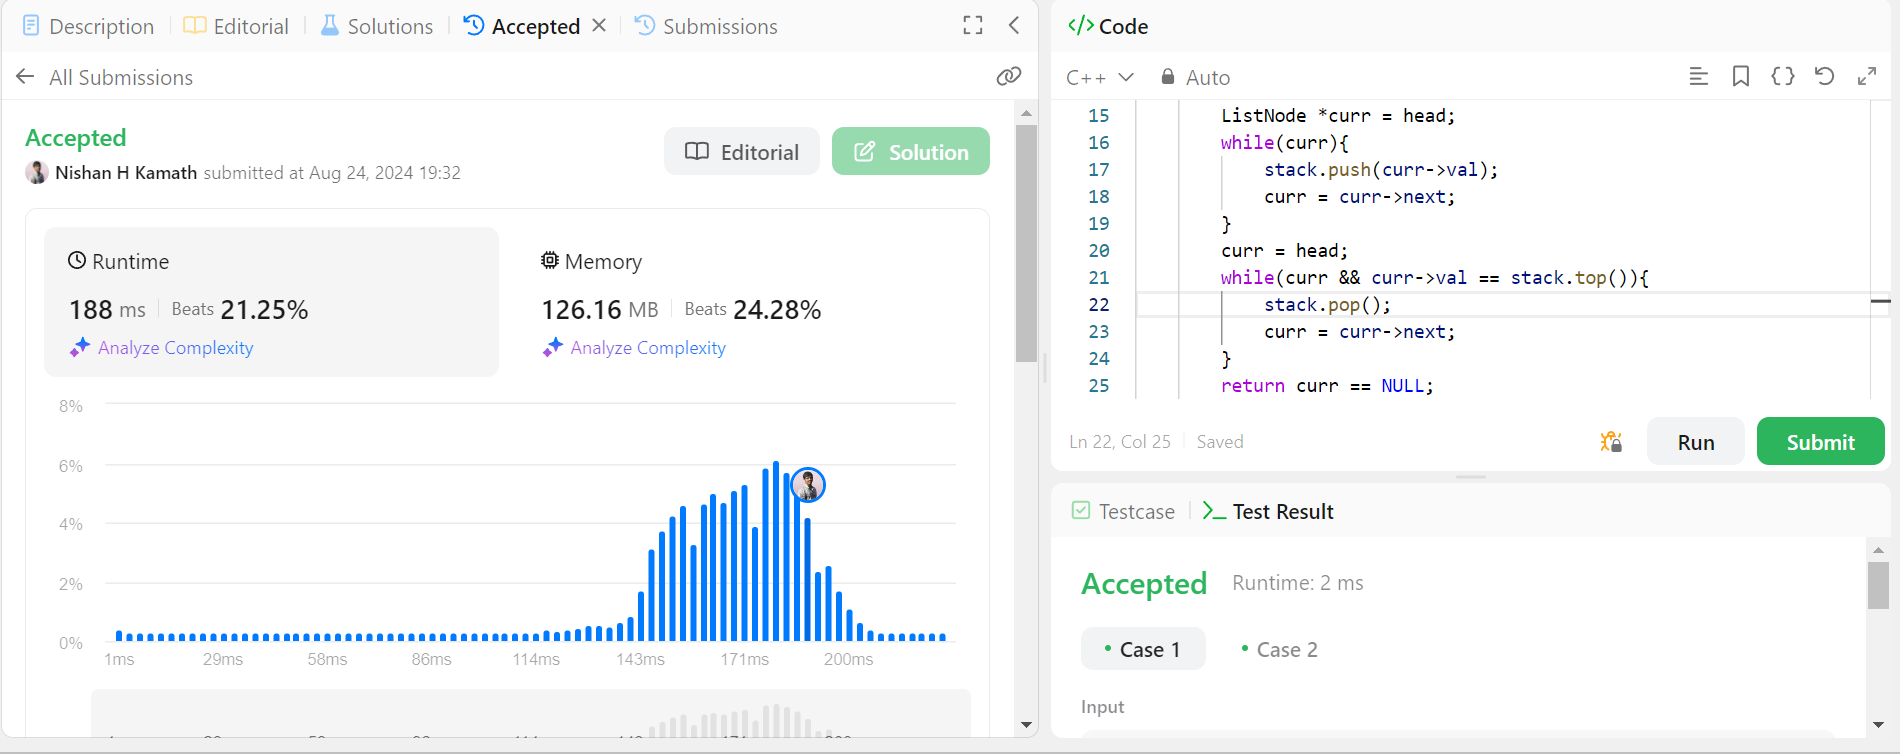 Description Editorial Solutions Accepted Submissions
All Submissions
Accepted
Nishan H Kamath submitted at Aug 24, 2024 19:32
Editorial Solution
Runtime
188 ms Beats 21.25%
Analyze Complexity
Memory
126.16 MB Beats 24.28%
Analyze Complexity
8%
6%
4%
2%
0%
1ms 29ms 58ms 86ms 114ms 143ms 171ms 200ms
</> Code
C++ Auto
15 ListNode *curr = head;
16 while(curr){
17 stack.push(curr->val);
18 curr = curr->next;
19 }
20 curr = head;
21 while(curr && curr->val == stack.top()){
22 stack.pop();
23 curr = curr->next;
24 }
25 return curr == NULL;
Ln 22, Col 25 Saved
Run Submit
Testcase Test Result
Accepted Runtime: 2 ms
Case 1 Case 2
Input